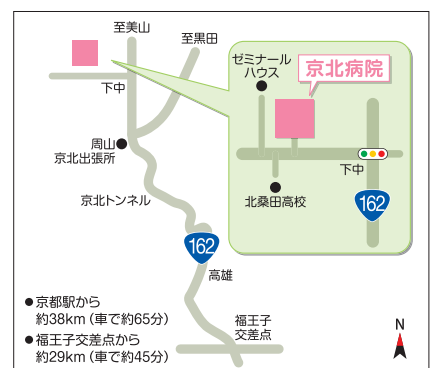 至美山
至黒田
下中
周山
京北出張所
京北トンネル
162
高雄
福王子
交差点
ゼミナール
ハウス
京北病院
下中
北桑田高校
162
●京都駅から
約38km（車で約65分）
●福王子交差点から
約29km（車で約45分）
N